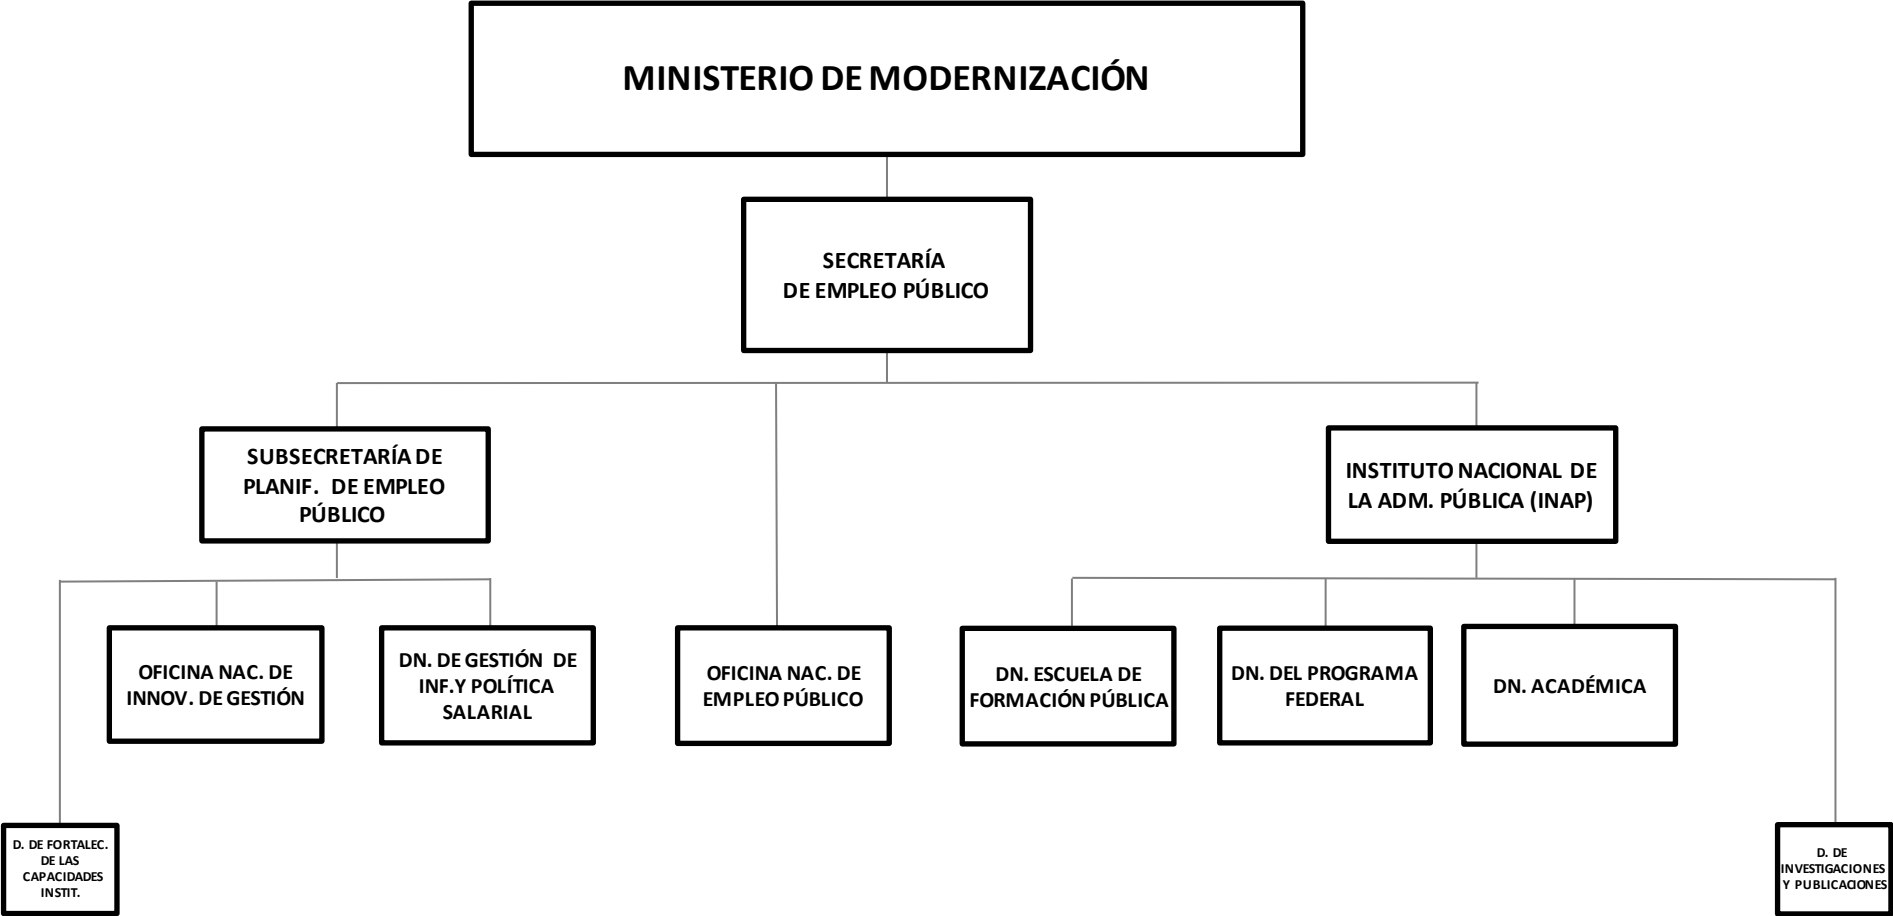 MINISTERIO DE MODERNIZACIÓN
SECRETARÍA
DE EMPLEO PÚBLICO
SUBSECRETARÍA DE
PLANIF. DE EMPLEO
PÚBLICO
INSTITUTO NACIONAL DE
LA ADM. PÚBLICA (INAP)
OFICINA NAC. DE
INNOV. DE GESTIÓN
DN. DE GESTIÓN DE
INF.Y POLÍTICA
SALARIAL
OFICINA NAC. DE
EMPLEO PÚBLICO
DN. ESCUELA DE
FORMACIÓN PÚBLICA
DN. DEL PROGRAMA
FEDERAL
DN. ACADÉMICA
D. DE FORTALEC.
DE LAS
CAPACIDADES
INSTIT.
D. DE
INVESTIGACIONES
Y PUBLICACIONES